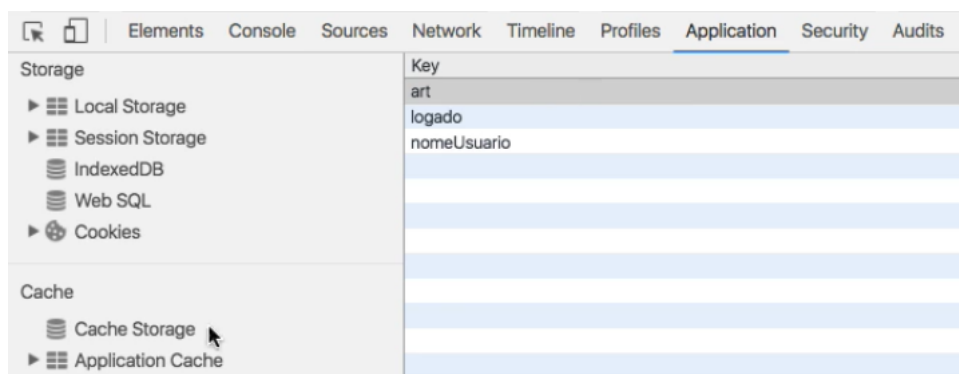 Elements Console Sources Network Timeline Profiles Application Security Audits
Storage
Local Storage
Session Storage
IndexedDB
Web SQL
Cookies
Cache
Cache Storage
Application Cache
Key
art
logado
nomeUsuario